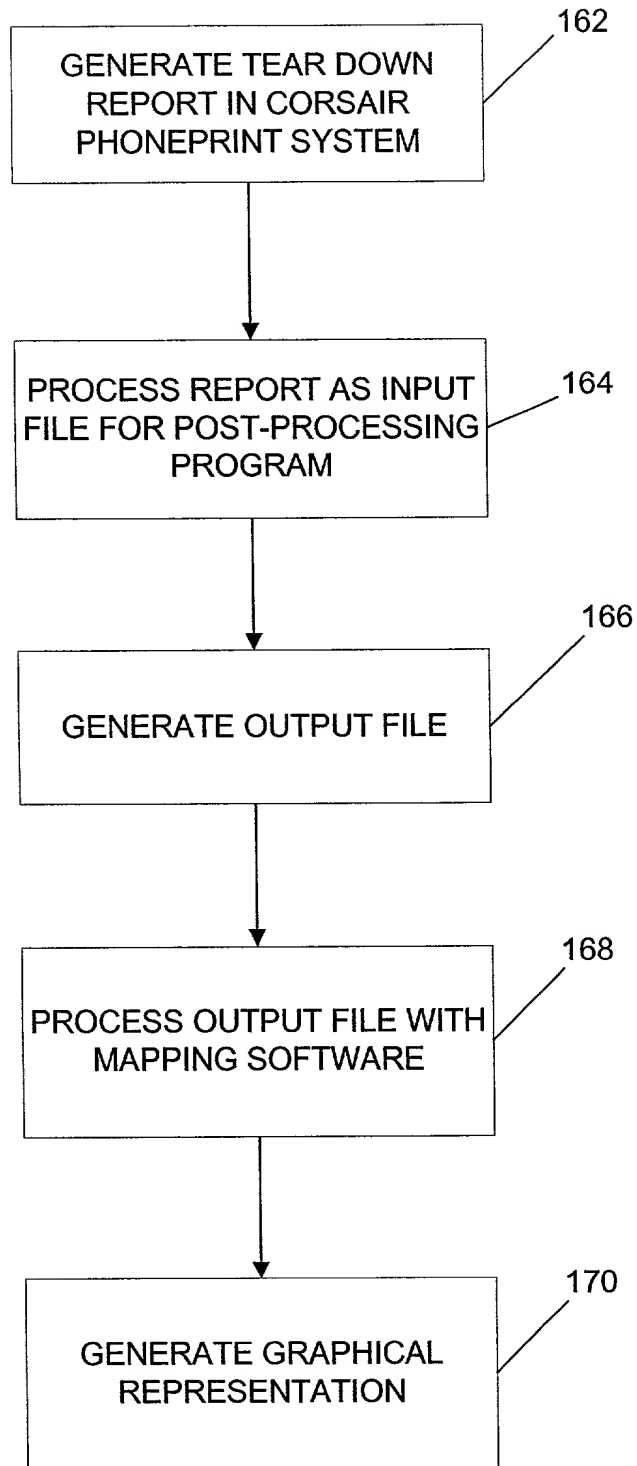 162
GENERATE TEAR DOWN
REPORT IN CORSAIR
PHONEPRINT SYSTEM
164
PROCESS REPORT AS INPUT
FILE FOR POST-PROCESSING
PROGRAM
166
GENERATE OUTPUT FILE
168
PROCESS OUTPUT FILE WITH
MAPPING SOFTWARE
170
GENERATE GRAPHICAL
REPRESENTATION